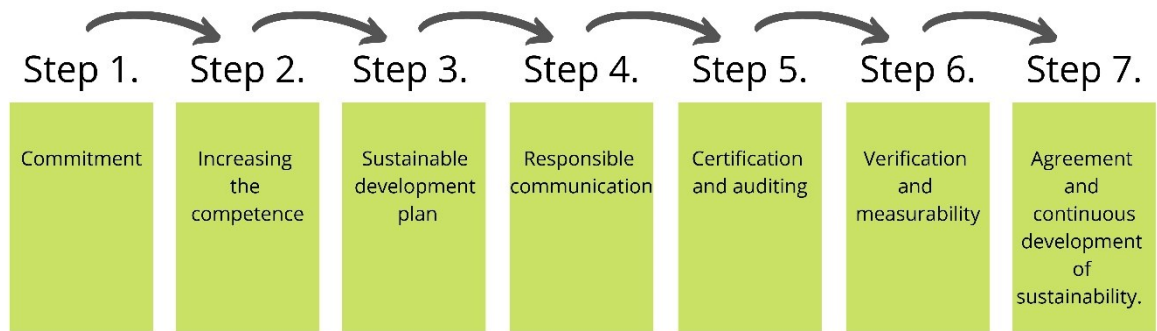 Step 1.
Commitment
Step 2.
Increasing
the
competence
Step 3.
Sustainable
development
plan
Step 4.
Responsible
communication
Step 5.
Certification
and auditing
Step 6.
Verification
and
measurability
Step 7.
Agreement
and
continuous
development
of
sustainability.